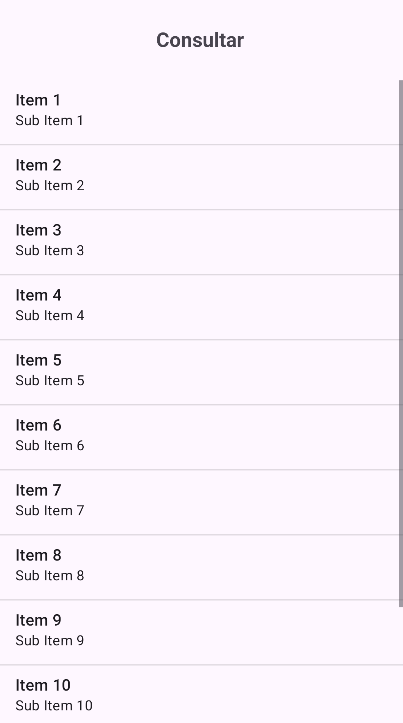 Consultar
Item 1
Sub Item 1
Item 2
Sub Item 2
Item 3
Sub Item 3
Item 4
Sub Item 4
Item 5
Sub Item 5
Item 6
Sub Item 6
Item 7
Sub Item 7
Item 8
Sub Item 8
Item 9
Sub Item 9
Item 10
Sub Item 10